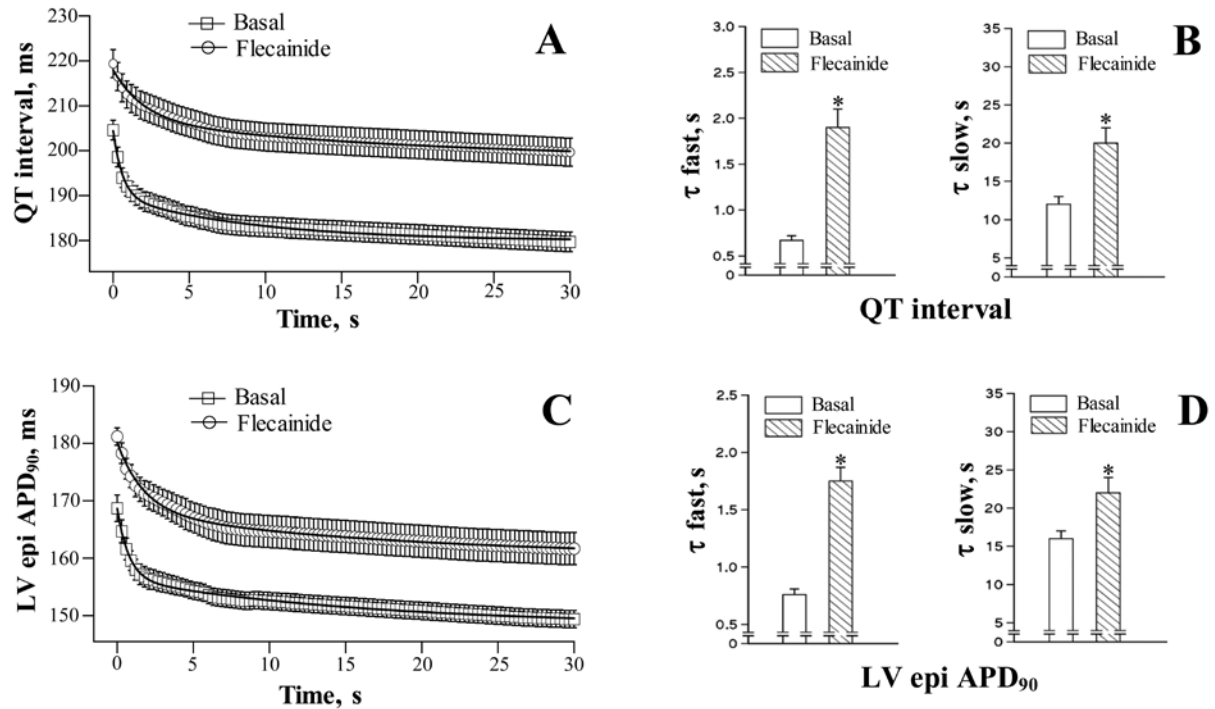 A
Basal
Flecainide
QT interval, ms
230
220
210
200
190
180
0 5 10 15 20 25 30
Time, s
B
Basal
Flecainide
τ fast, s
3.0
2.5
2.0
1.5
1.0
0.5
0
*
Basal
Flecainide
τ slow, s
35
30
25
20
15
10
5
0
*
QT interval
C
Basal
Flecainide
LV epi APD₉₀, ms
190
180
170
160
150
0 5 10 15 20 25 30
Time, s
D
Basal
Flecainide
τ fast, s
2.5
2.0
1.5
1.0
0.5
0
*
Basal
Flecainide
τ slow, s
35
30
25
20
15
10
5
0
*
LV epi APD₉₀